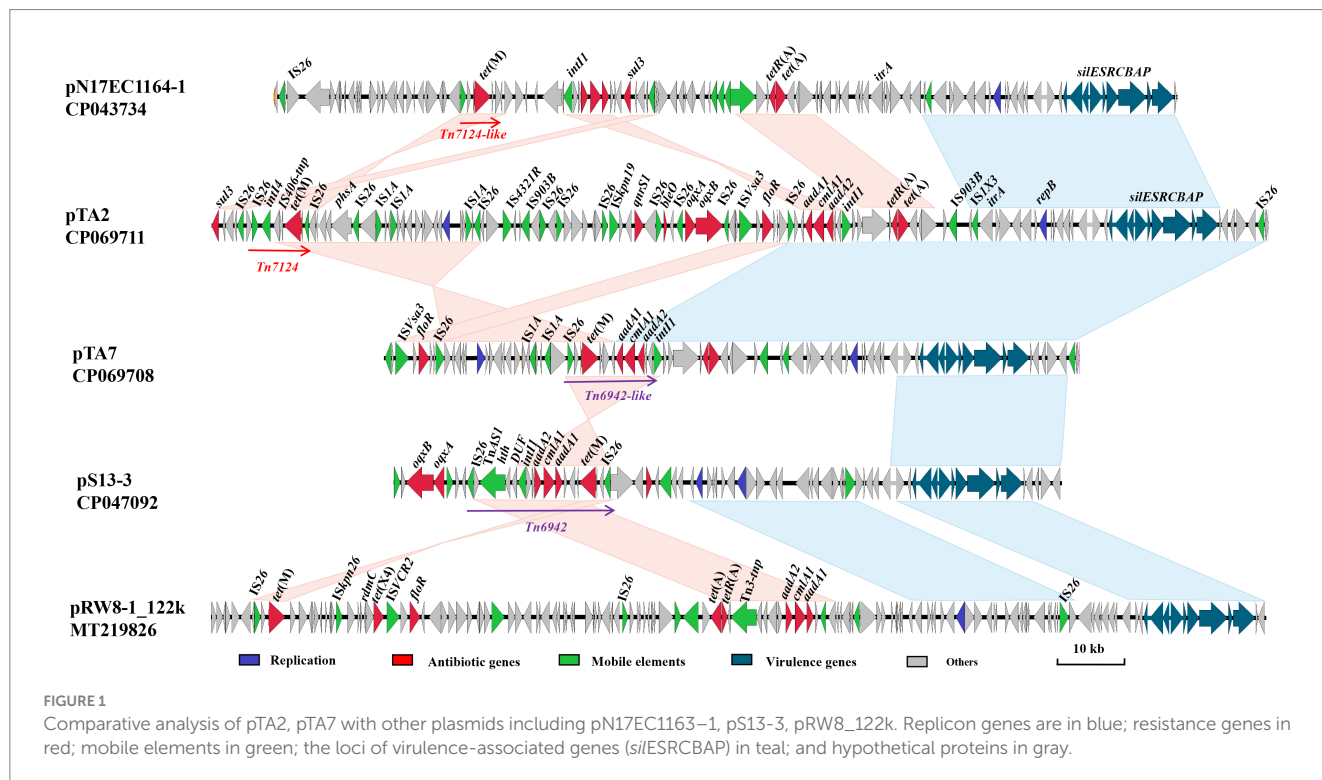 IS26 tet(M) intI1 sul3 tetR(A) tet(A) itrA silESRCBAP
pN17EC1164-1
CP043734
Tn7124-like
sul3 IS26 IS26 intI4 IS406-tnp tet(M) IS26 phsA IS26 IS1A IS1A IS1A IS26 IS4321R IS903B IS26 IS26 IS26 ISkpn19 qnrS1 IS26 bleO IS26 oqxA oqxB IS26 ISVsa3 floR IS26 aadA1 cmlA1 aadA2 intI1 tetR(A) tet(A) IS903B IS1X3 itrA repB silESRCBAP IS26
pTA2
CP069711
Tn7124
ISVsa3 floR IS26 IS1A IS1A IS26 tet(M) aadA1 cmlA1 aadA2 intI1
pTA7
CP069708
Tn6942-like
oqxB oqxA IS26 TnAS1 hth DUF intI1 aadA2 cmlA1 aadA1 tet(M) IS26
pS13-3
CP047092
Tn6942
IS26 tet(M) ISkpn26 rdmC tet(X4) ISVCR2 floR IS26 tet(A) tetR(A) Tn3-tnp aadA2 cmlA1 aadA1 IS26
pRW8-1_122k
MT219826
Replication Antibiotic genes Mobile elements Virulence genes Others 10 kb
FIGURE 1
Comparative analysis of pTA2, pTA7 with other plasmids including pN17EC1163–1, pS13-3, pRW8_122k. Replicon genes are in blue; resistance genes in
red; mobile elements in green; the loci of virulence-associated genes (silESRCBAP) in teal; and hypothetical proteins in gray.